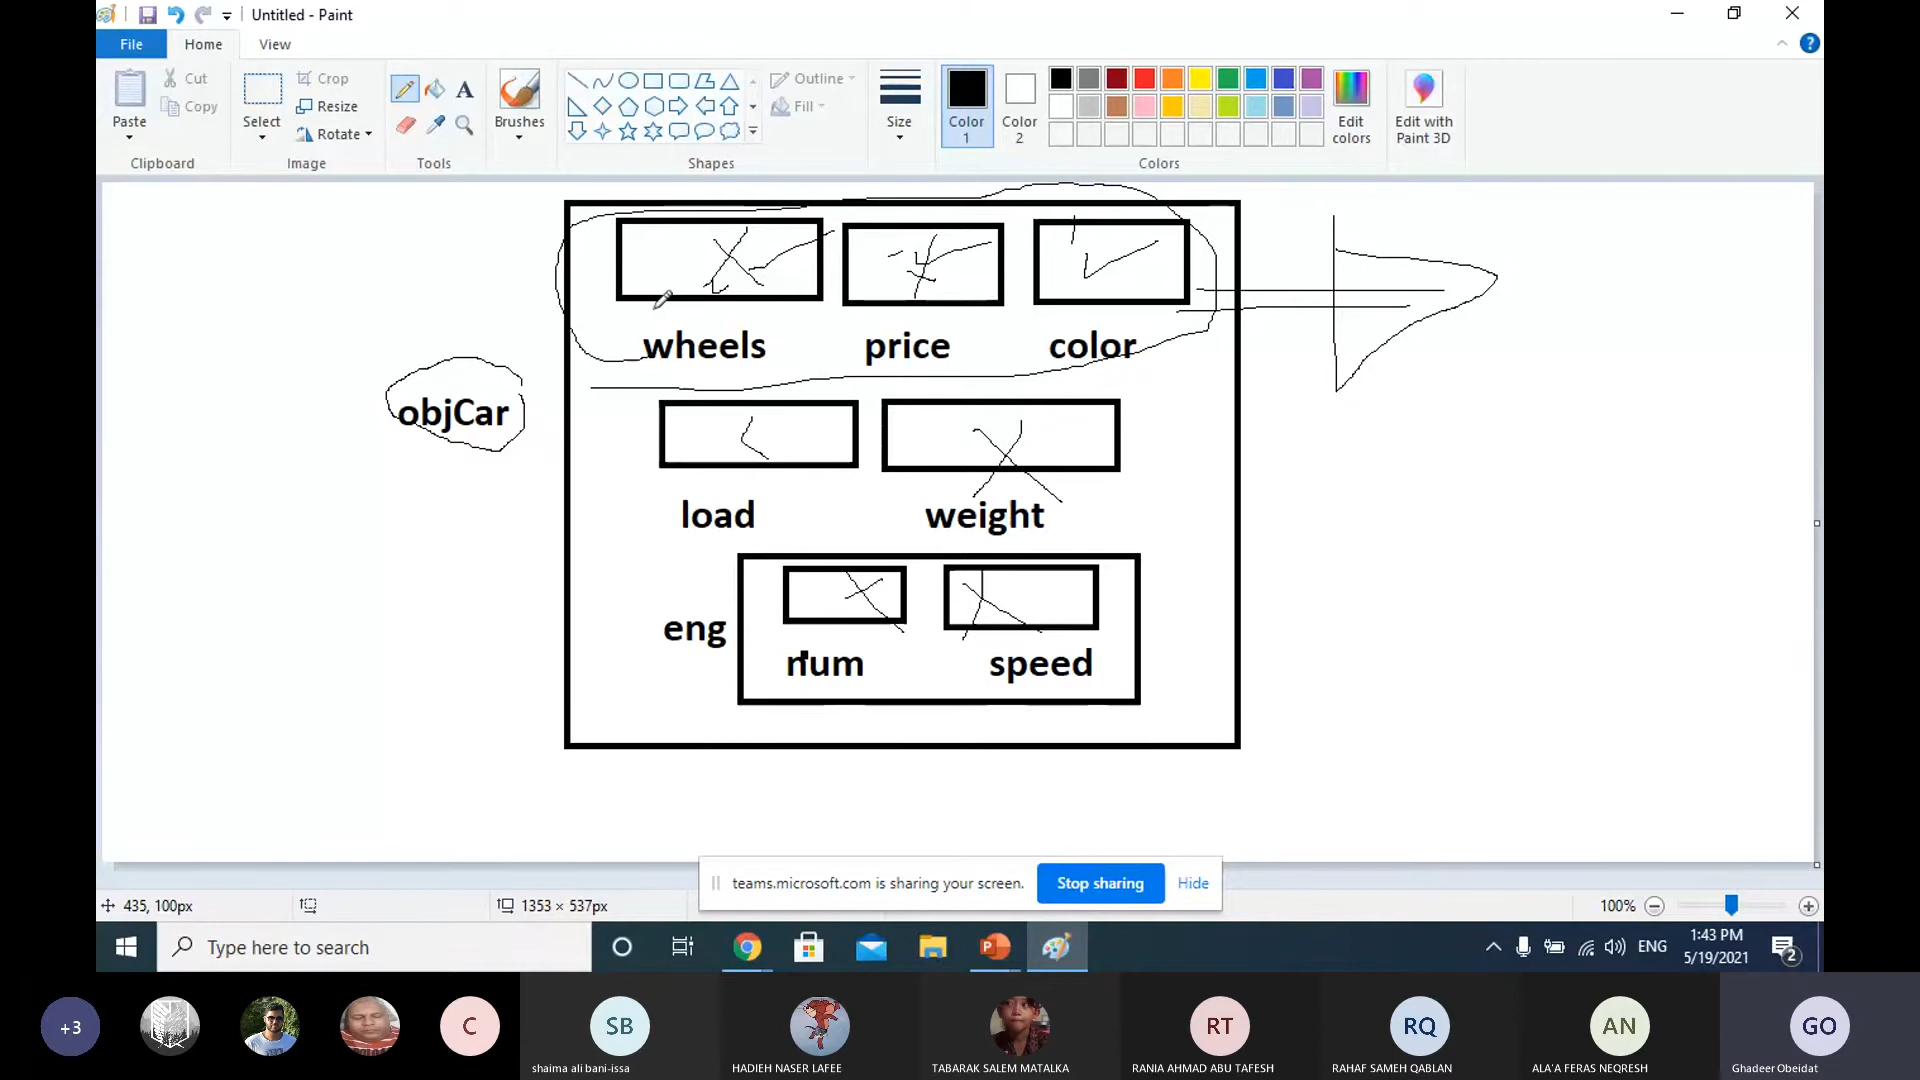 Untitled - Paint
File Home View
Paste
Cut
Copy
Clipboard
Select
Crop
Resize
Rotate
Image
Tools
Brushes
Shapes
Outline
Fill
Size
Color 1
Color 2
Colors
Edit colors
Edit with Paint 3D
wheels price color
objCar
load weight
eng
num speed
teams.microsoft.com is sharing your screen. Stop sharing Hide
435, 100px
1353 × 537px
100%
Type here to search
ENG
1:43 PM
5/19/2021
2
+3
C
SB
RT
RQ
AN
GO
shaima ali bani-issa
HADIEH NASER LAFEE
TABARAK SALEM MATALKA
RANIA AHMAD ABU TAFESH
RAHAF SAMEH QABLAN
ALA'A FERAS NEQRESH
Ghadeer Obeidat